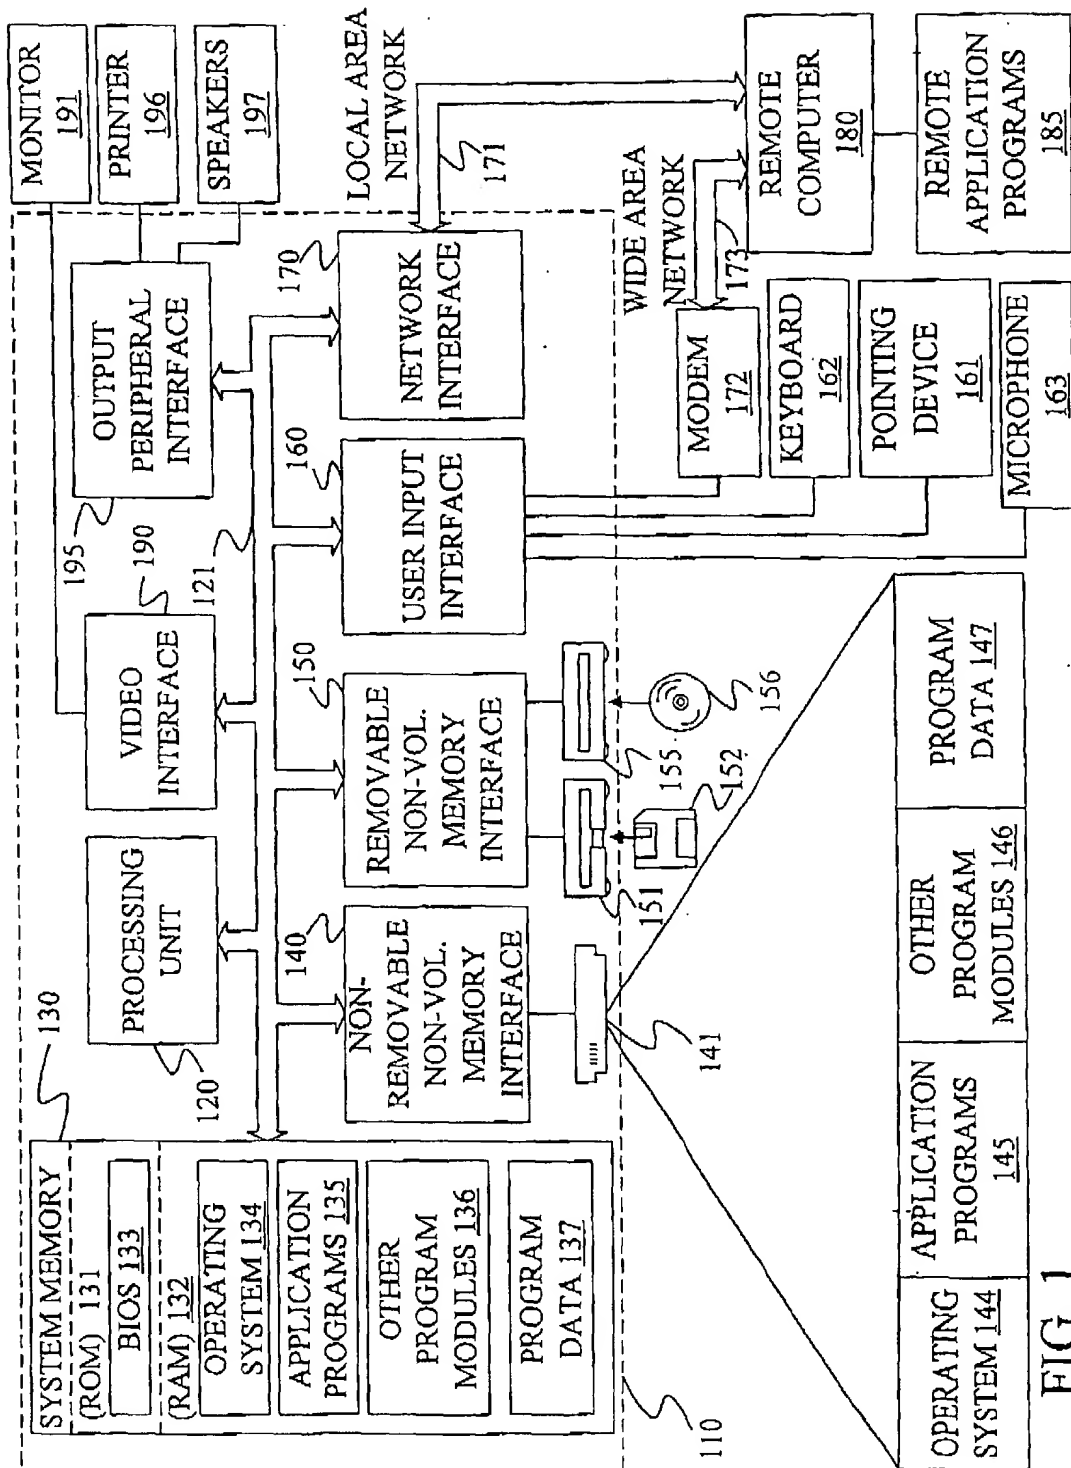 SYSTEM MEMORY
(ROM) 131
BIOS 133
(RAM) 132
OPERATING
SYSTEM 134
APPLICATION
PROGRAMS 135
OTHER
PROGRAM
MODULES 136
PROGRAM
DATA 137
110
130
PROCESSING
UNIT
120
VIDEO
INTERFACE
190
121
OUTPUT
PERIPHERAL
INTERFACE
195
MONITOR
191
PRINTER
196
SPEAKERS
197
NON-
REMOVABLE
NON-VOL.
MEMORY
INTERFACE
140
REMOVABLE
NON-VOL.
MEMORY
INTERFACE
150
USER INPUT
INTERFACE
160
NETWORK
INTERFACE
170
LOCAL AREA
NETWORK
171
141
151
152
155
156
WIDE AREA
NETWORK
173
MODEM
172
KEYBOARD
162
POINTING
DEVICE
161
MICROPHONE
163
REMOTE
COMPUTER
180
REMOTE
APPLICATION
PROGRAMS
185
OPERATING
SYSTEM 144
APPLICATION
PROGRAMS
145
OTHER
PROGRAM
MODULES 146
PROGRAM
DATA 147
FIG. 1